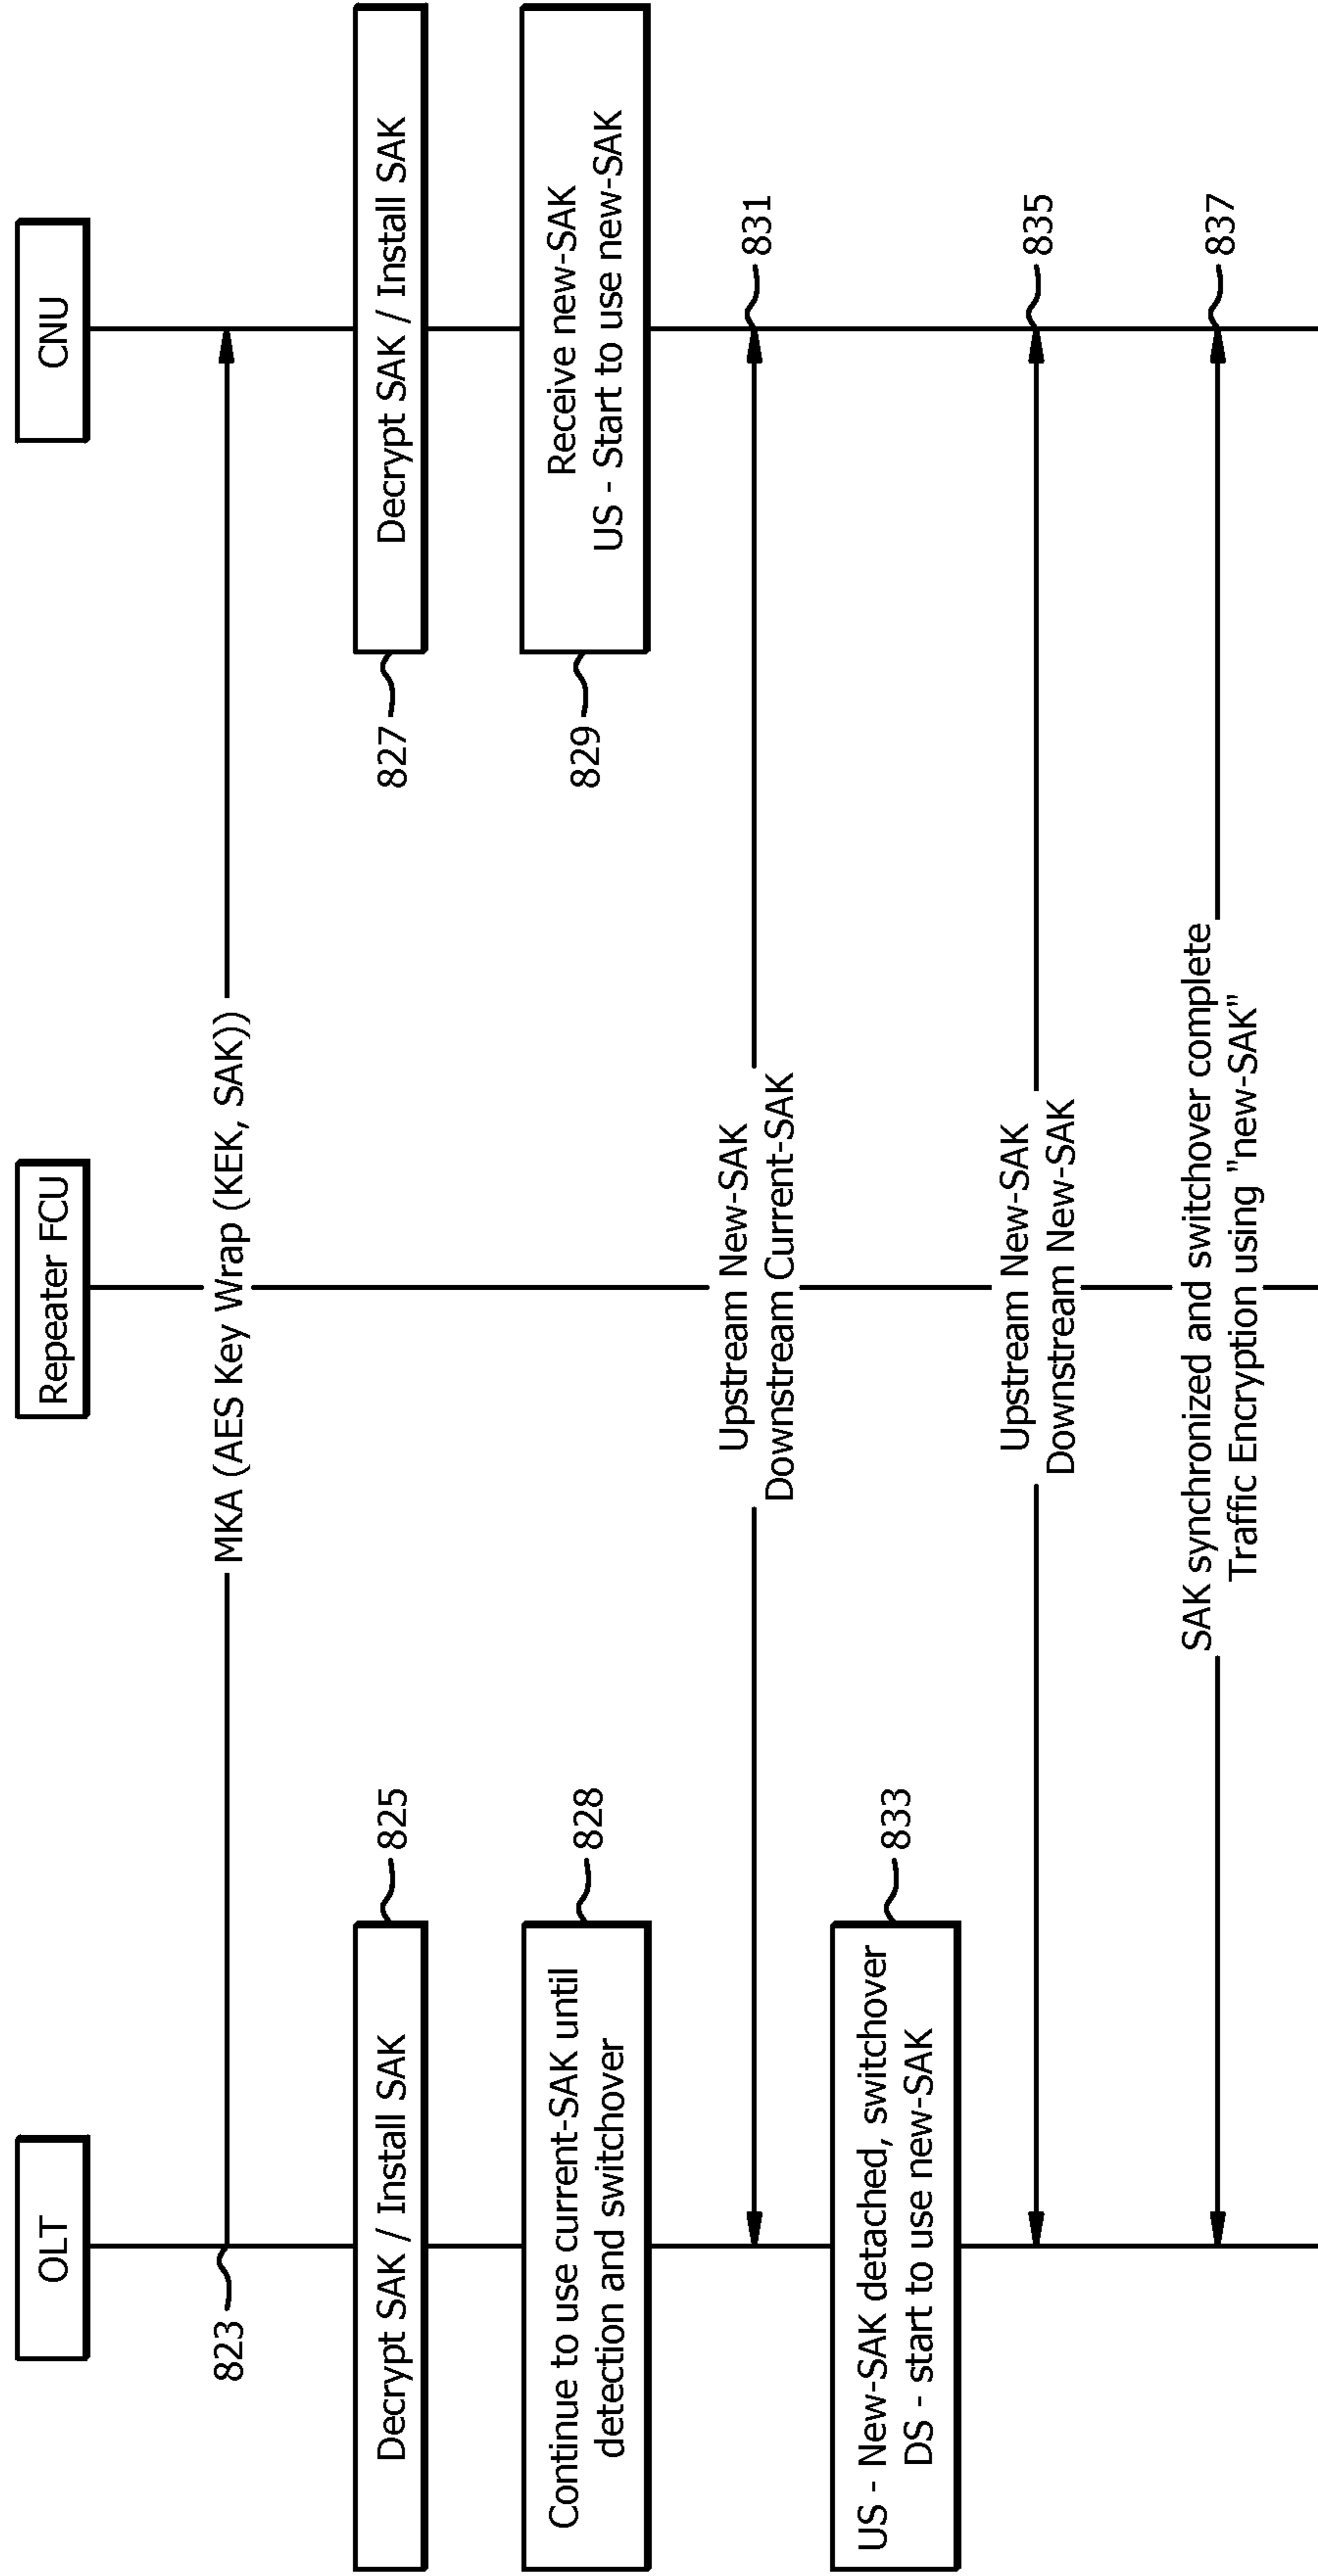 OLT
Repeater FCU
CNU
823
MKA (AES Key Wrap (KEK, SAK))
Decrypt SAK / Install SAK
825
827
Decrypt SAK / Install SAK
Continue to use current-SAK until
detection and switchover
828
829
Receive new-SAK
US - Start to use new-SAK
Upstream New-SAK
Downstream Current-SAK
831
US - New-SAK detached, switchover
DS - start to use new-SAK
833
Upstream New-SAK
Downstream New-SAK
835
SAK synchronized and switchover complete
Traffic Encryption using "new-SAK"
837